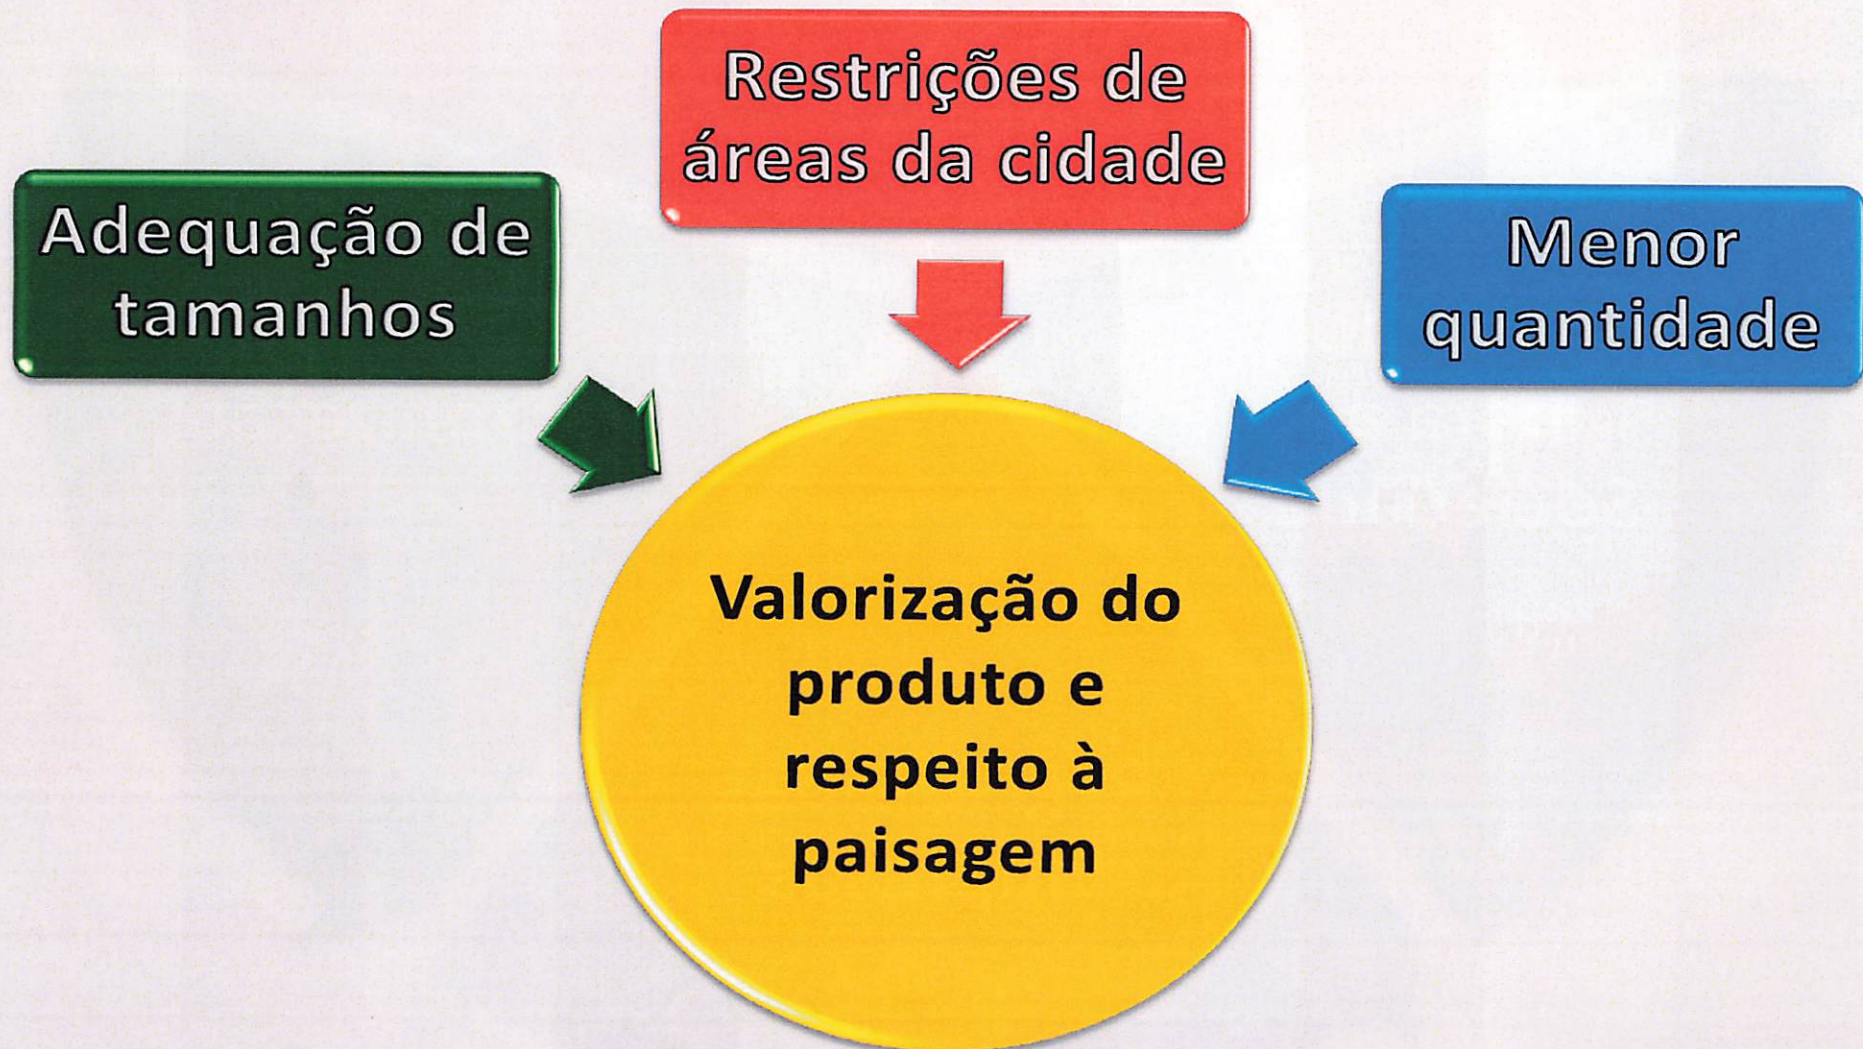 Restrições de
áreas da cidade
Adequação de
tamanhos
Menor
quantidade
Valorização do
produto e
respeito à
paisagem